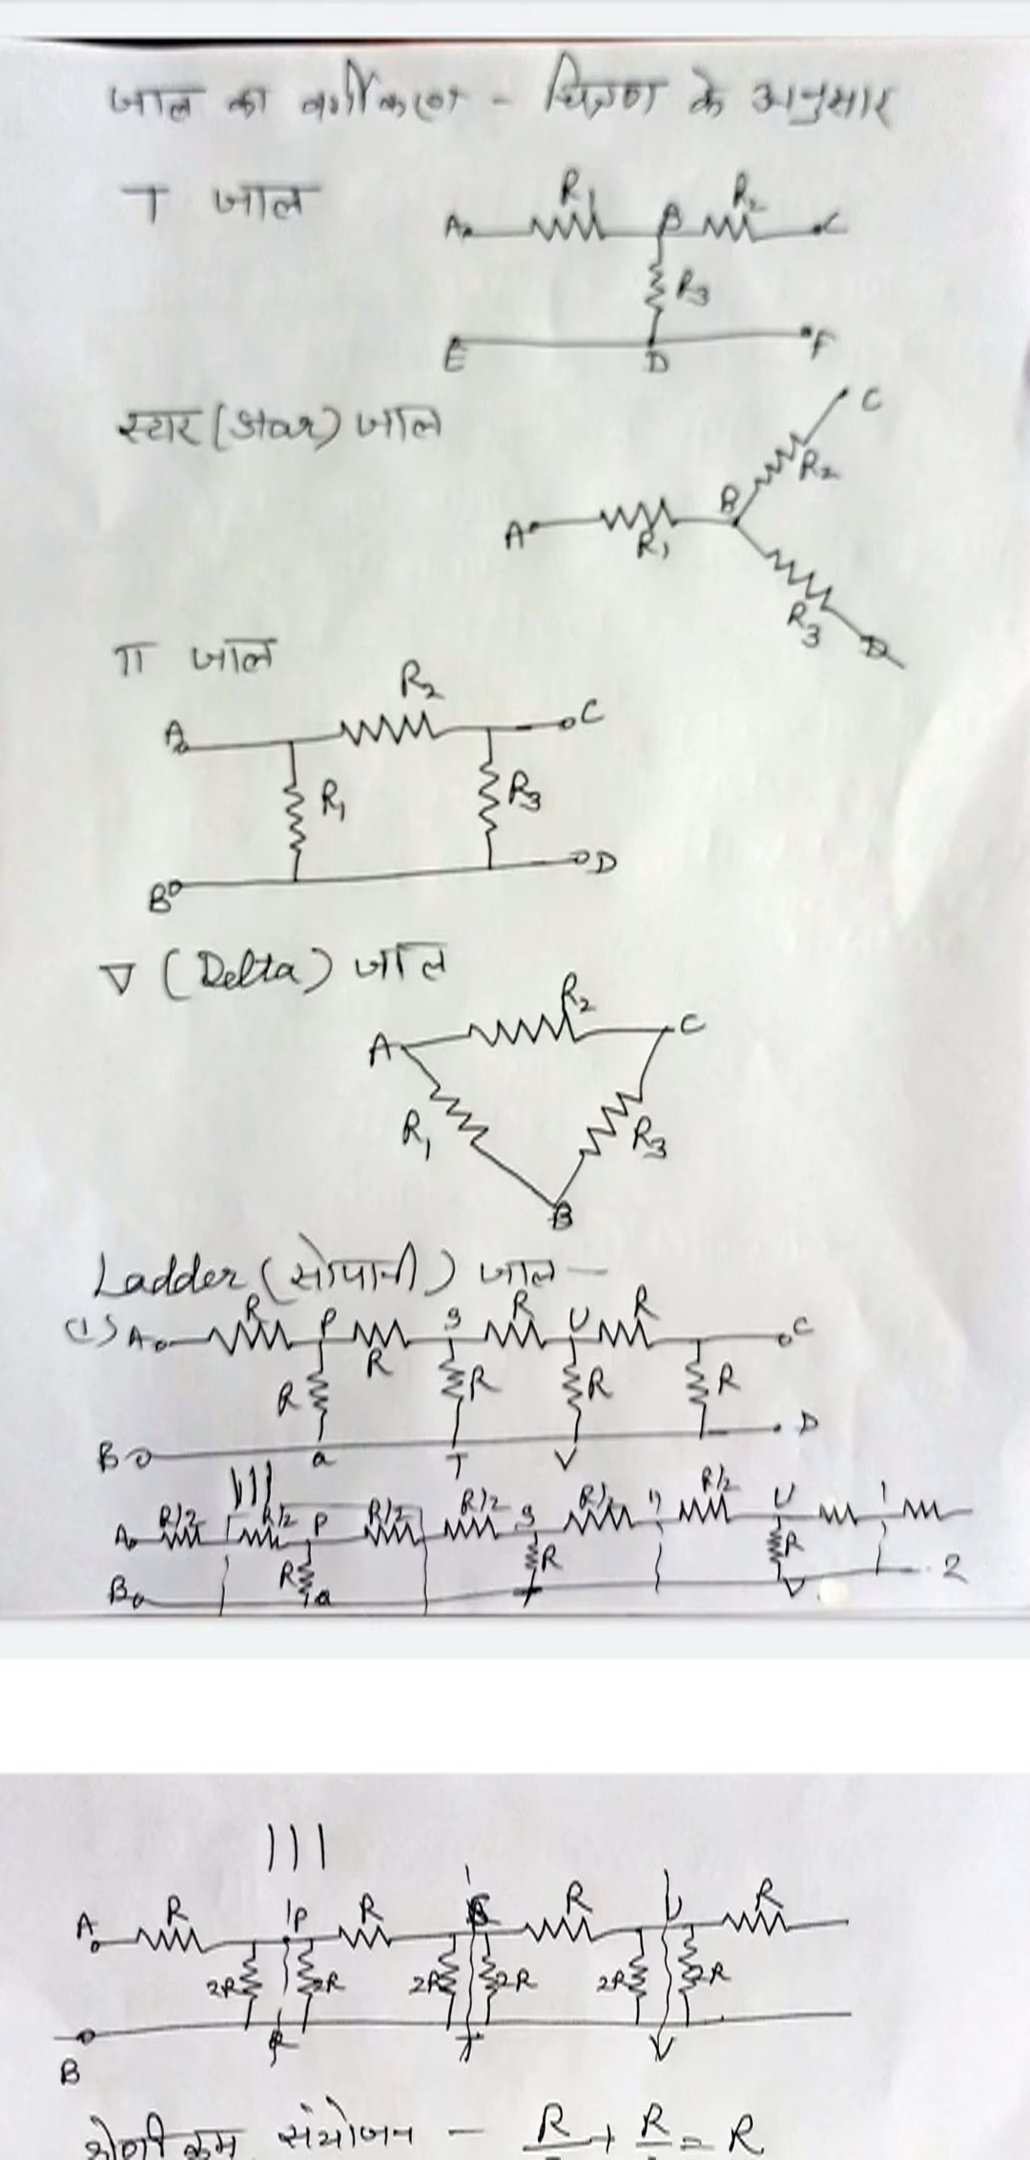 जाल का वर्गीकरण - चित्रण के अनुसार
T जाल
R1 R2
A B C
R3
E D F
स्टार (Star) जाल
C
R2
B
A R1
R3
D
π जाल
R2
A C
R1 R3
B D
∇ (Delta) जाल
R2
A C
R1 R3
B
Ladder (सोपानी) जाल —
R R R
(1) A P S U C
R
R R R R
B D
Q T V
R/2 R/2 R/2 R/2 R/2 R/2
A P S U
R R R
B Q V 2
R R R R
A P S U
2R 2R 2R 2R 2R 2R
B T V
श्रेणी क्रम संयोजन - R + R = R